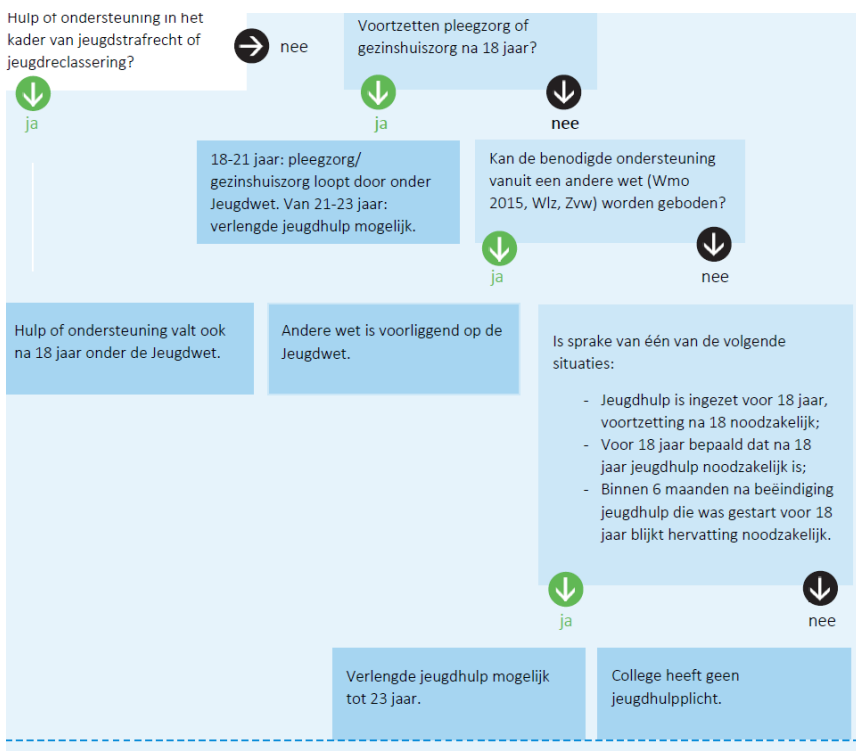 Hulp of ondersteuning in het
kader van jeugdstrafrecht of
jeugdreclassering?
nee
ja
Voortzetten pleegzorg of
gezinshuiszorg na 18 jaar?
ja
nee
18-21 jaar: pleegzorg/
gezinshuiszorg loopt door onder
Jeugdwet. Van 21-23 jaar:
verlengde jeugdhulp mogelijk.
Kan de benodigde ondersteuning
vanuit een andere wet (Wmo
2015, Wlz, Zvw) worden geboden?
ja
nee
Hulp of ondersteuning valt ook
na 18 jaar onder de Jeugdwet.
Andere wet is voorliggend op de
Jeugdwet.
Is sprake van één van de volgende
situaties:
- Jeugdhulp is ingezet voor 18 jaar,
voortzetting na 18 noodzakelijk;
- Voor 18 jaar bepaald dat na 18
jaar jeugdhulp noodzakelijk is;
- Binnen 6 maanden na beëindiging
jeugdhulp die was gestart voor 18
jaar blijkt hervatting noodzakelijk.
ja
nee
Verlengde jeugdhulp mogelijk
tot 23 jaar.
College heeft geen
jeugdhulpplicht.